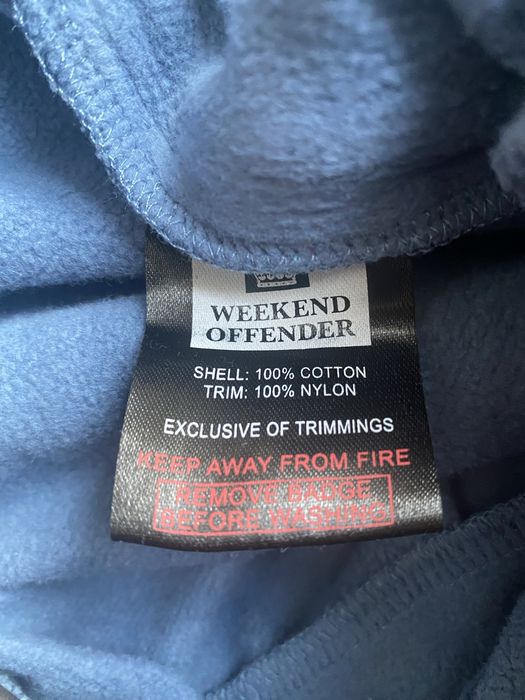 WEEKEND
OFFENDER
SHELL: 100% COTTON
TRIM: 100% NYLON
EXCLUSIVE OF TRIMMINGS
KEEP AWAY FROM FIRE
REMOVE BADGE
BEFORE WASHING